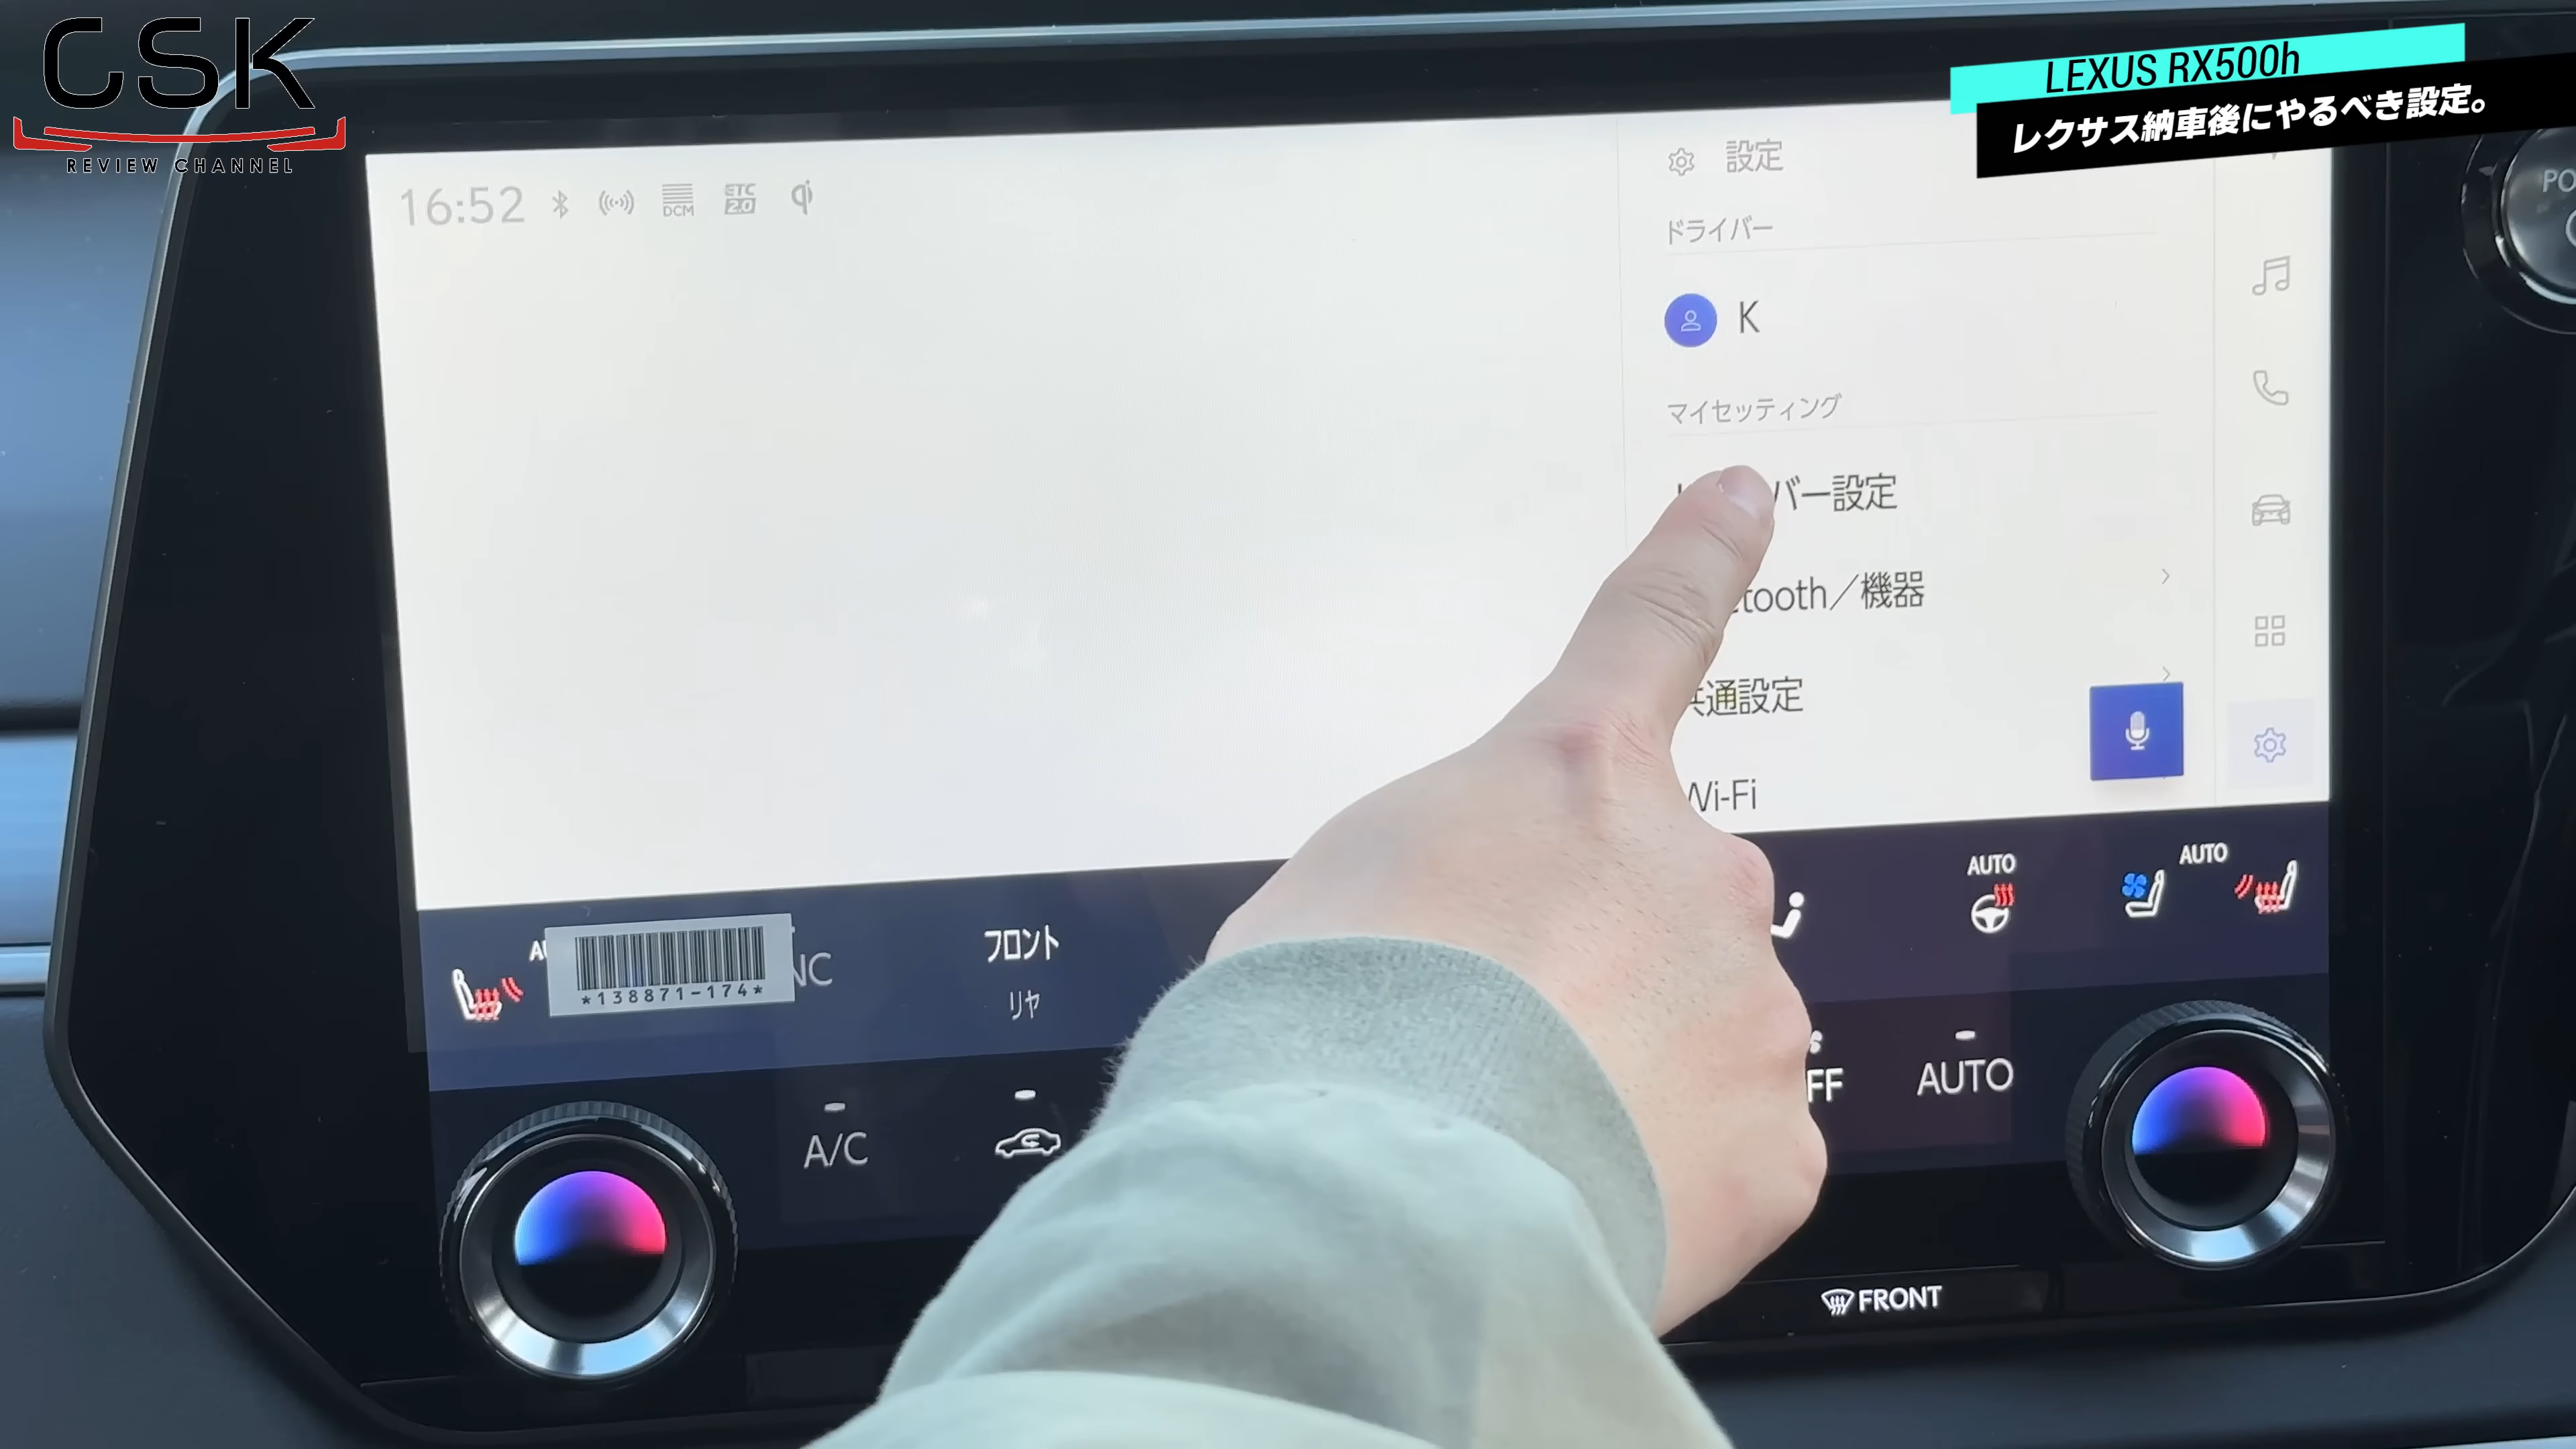 CSK
REVIEW CHANNEL
LEXUS RX500h
レクサス納車後にやるべき設定。
16:52
DCM
ETC
2.0
qi
設定
ドライバー
K
マイセッティング
バー設定
tooth／機器
通設定
Wi-Fi
AUTO
AUTO
*138871-174*
フロント
リヤ
A/C
AUTO
FRONT